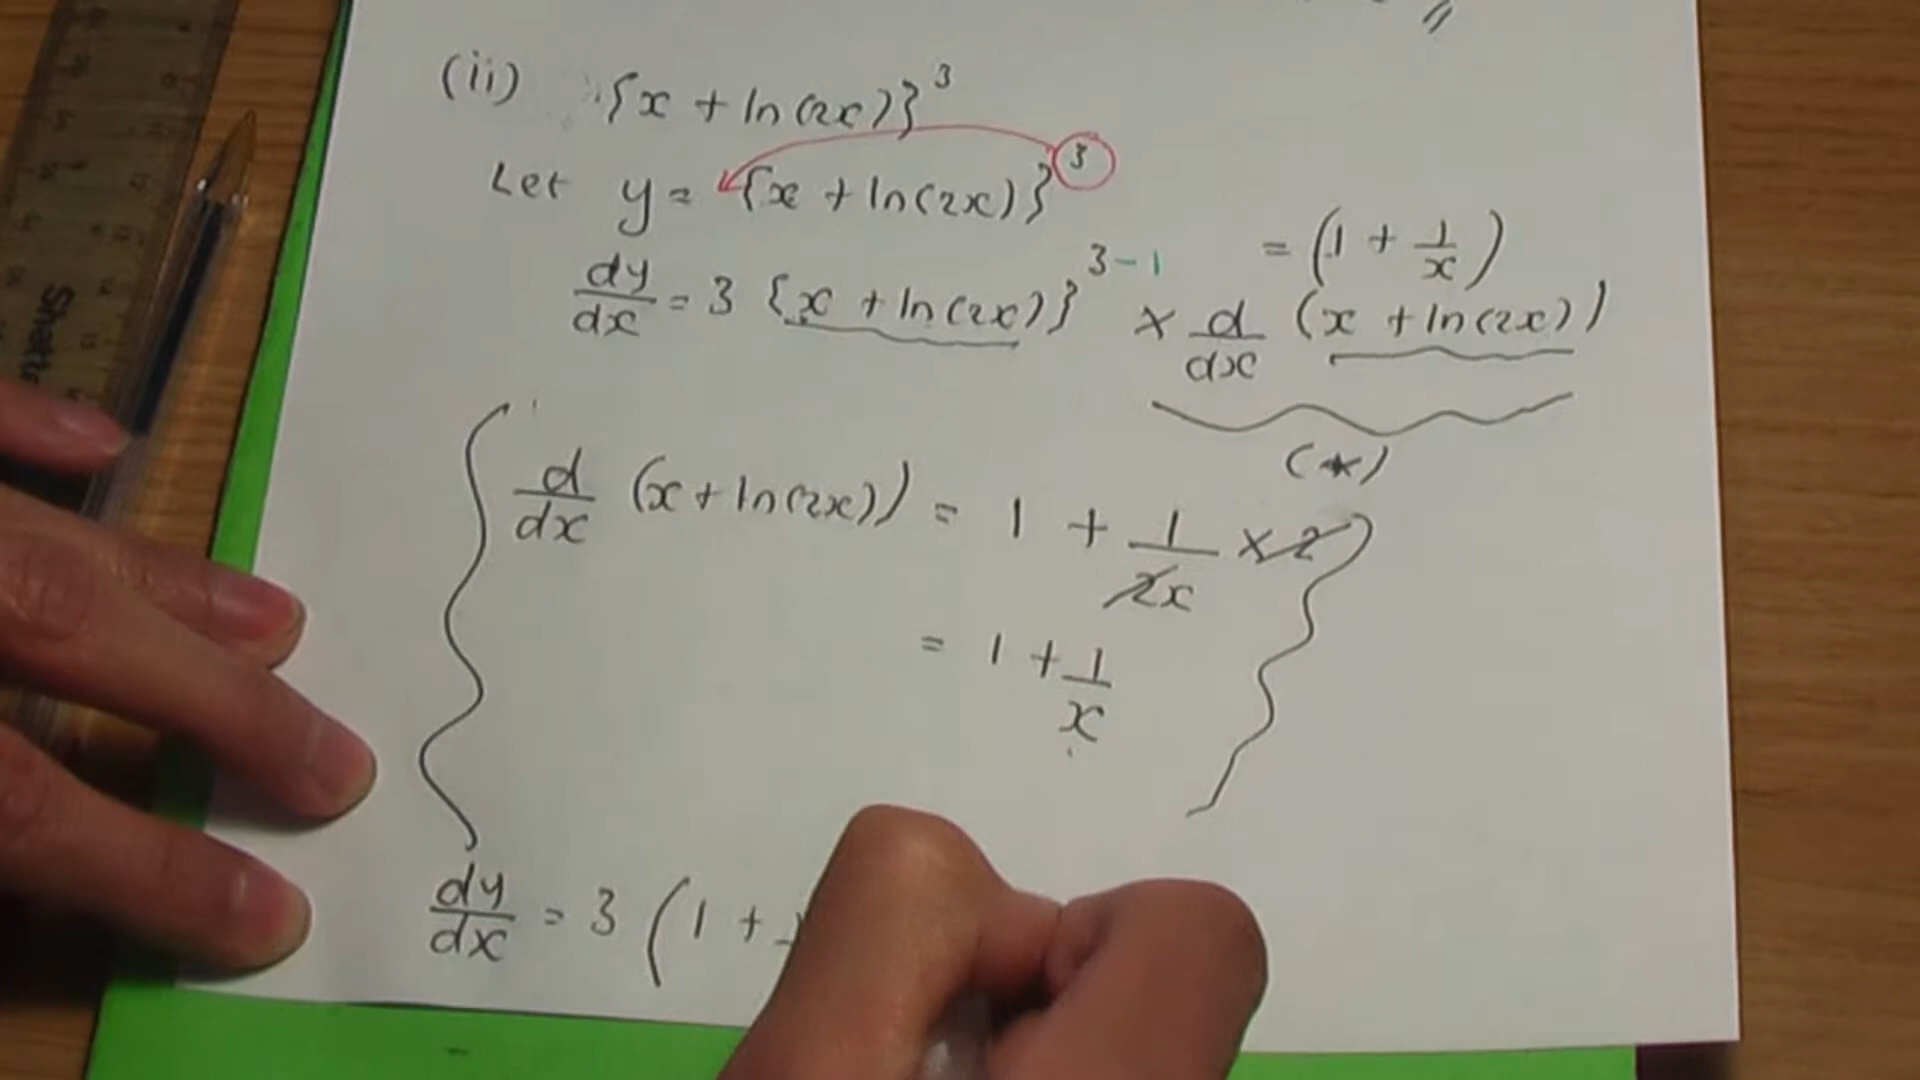 (ii) {x + ln(2x)}^3
Let y = {x + ln(2x)}^3
= (1 + 1/x)
dy/dx = 3 {x + ln(2x)}^3-1 × d/dx (x + ln(2x))
(*)
d/dx (x + ln(2x)) = 1 + 1/2x × 2
= 1 + 1/x
dy/dx = 3 (1 +